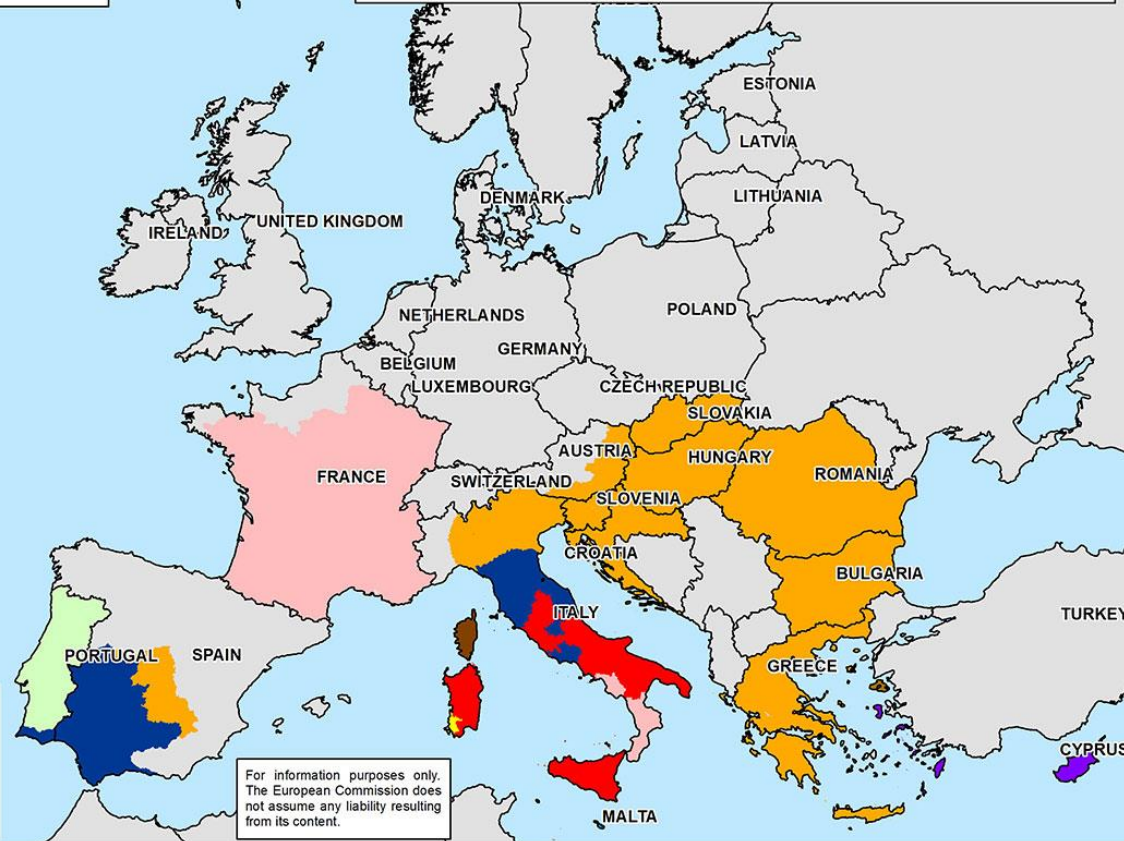 ESTONIA
LATVIA
LITHUANIA
DENMARK
IRELAND
UNITED KINGDOM
NETHERLANDS
POLAND
GERMANY
BELGIUM
LUXEMBOURG
CZECH REPUBLIC
SLOVAKIA
AUSTRIA
HUNGARY
FRANCE
SWITZERLAND
ROMANIA
SLOVENIA
CROATIA
BULGARIA
ITALY
TURKEY
PORTUGAL
SPAIN
GREECE
CYPRUS
For information purposes only.
The European Commission does
not assume any liability resulting
from its content.
MALTA